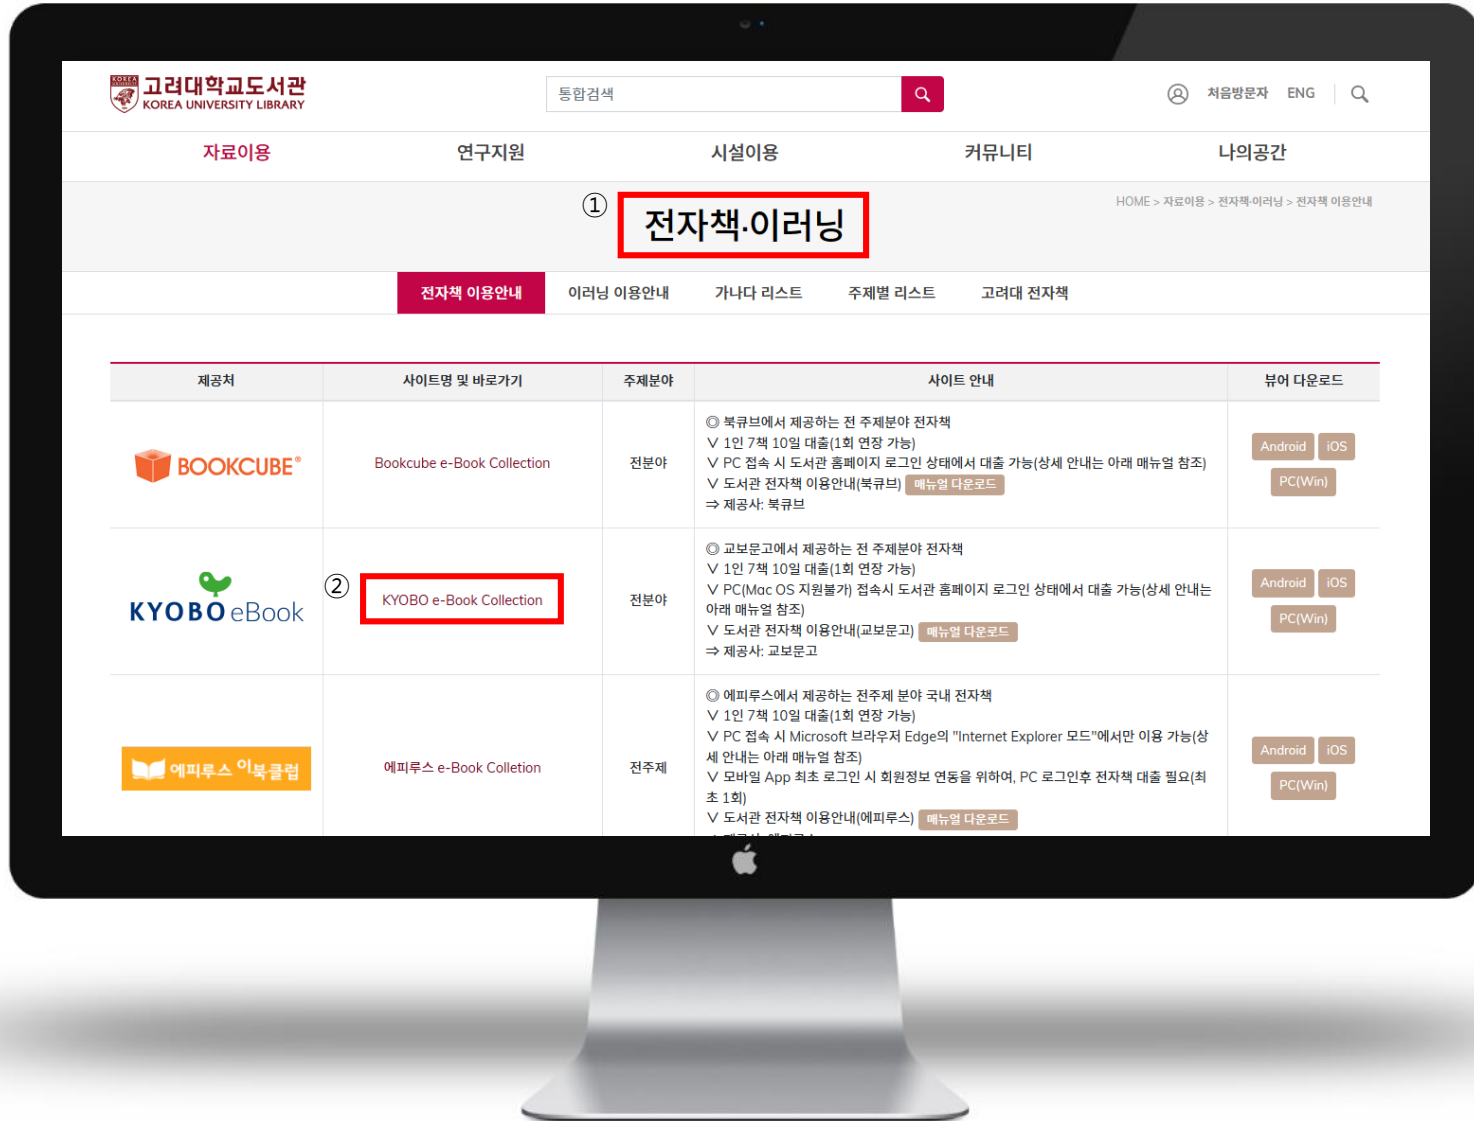 고려대학교도서관
KOREA UNIVERSITY LIBRARY
통합검색
처음방문자 ENG
자료이용 연구지원 시설이용 커뮤니티 나의공간
① 전자책·이러닝
HOME > 자료이용 > 전자책·이러닝 > 전자책 이용안내
전자책 이용안내 이러닝 이용안내 가나다 리스트 주제별 리스트 고려대 전자책
제공처 사이트명 및 바로가기 주제분야 사이트 안내 뷰어 다운로드
BOOKCUBE®
Bookcube e-Book Collection
전분야
◎ 북큐브에서 제공하는 전 주제분야 전자책
∨ 1인 7책 10일 대출(1회 연장 가능)
∨ PC 접속 시 도서관 홈페이지 로그인 상태에서 대출 가능(상세 안내는 아래 매뉴얼 참조)
∨ 도서관 전자책 이용안내(북큐브) 매뉴얼 다운로드
⇒ 제공사: 북큐브
Android iOS
PC(Win)
KYOBO eBook
② KYOBO e-Book Collection
전분야
◎ 교보문고에서 제공하는 전 주제분야 전자책
∨ 1인 7책 10일 대출(1회 연장 가능)
∨ PC(Mac OS 지원불가) 접속시 도서관 홈페이지 로그인 상태에서 대출 가능(상세 안내는
아래 매뉴얼 참조)
∨ 도서관 전자책 이용안내(교보문고) 매뉴얼 다운로드
⇒ 제공사: 교보문고
Android iOS
PC(Win)
에피루스 이북클럽
에피루스 e-Book Colletion
전주제
◎ 에피루스에서 제공하는 전주제 분야 국내 전자책
∨ 1인 7책 10일 대출(1회 연장 가능)
∨ PC 접속 시 Microsoft 브라우저 Edge의 "Internet Explorer 모드"에서만 이용 가능(상
세 안내는 아래 매뉴얼 참조)
∨ 모바일 App 최초 로그인 시 회원정보 연동을 위하여, PC 로그인후 전자책 대출 필요(최
초 1회)
∨ 도서관 전자책 이용안내(에피루스) 매뉴얼 다운로드
Android iOS
PC(Win)